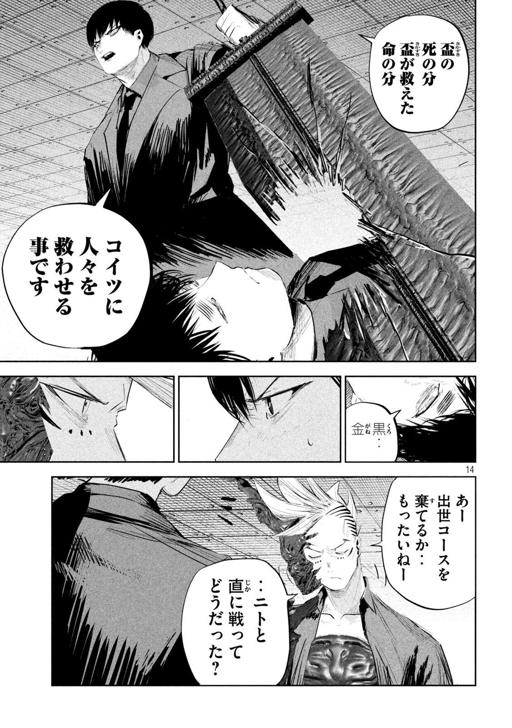 盃の
死の分
盃が救えた
命の分
コイツに
人々を
救わせる
事です
黒
金‥
14
あー
出世コースを
棄てるか‥
もったいねー
‥ニトと
直に戦って
どうだった？